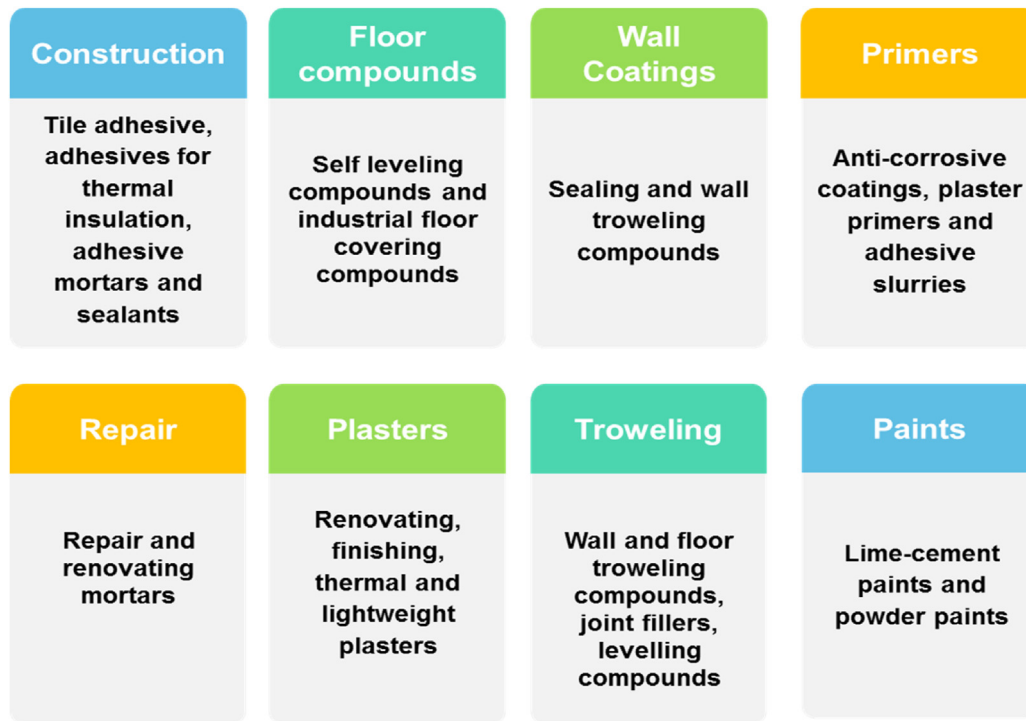 Construction
Tile adhesive,
adhesives for
thermal
insulation,
adhesive
mortars and
sealants
Floor
compounds
Self leveling
compounds and
industrial floor
covering
compounds
Wall
Coatings
Sealing and wall
troweling
compounds
Primers
Anti-corrosive
coatings, plaster
primers and
adhesive
slurries
Repair
Repair and
renovating
mortars
Plasters
Renovating,
finishing,
thermal and
lightweight
plasters
Troweling
Wall and floor
troweling
compounds,
joint fillers,
levelling
compounds
Paints
Lime-cement
paints and
powder paints